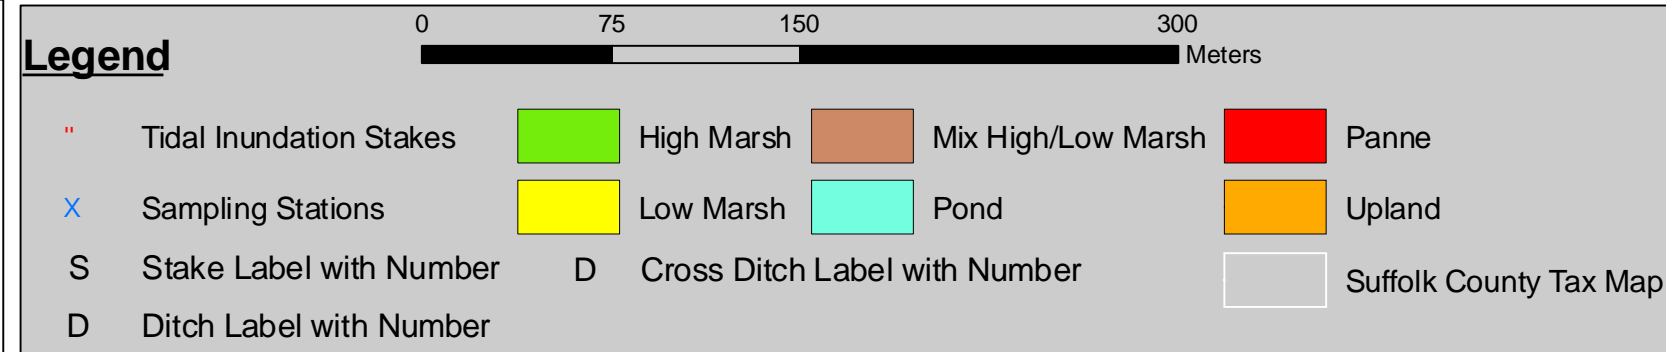 0 75 150 300
Legend Meters
" Tidal Inundation Stakes High Marsh Mix High/Low Marsh Panne
X Sampling Stations Low Marsh Pond Upland
S Stake Label with Number D Cross Ditch Label with Number Suffolk County Tax Map
D Ditch Label with Number